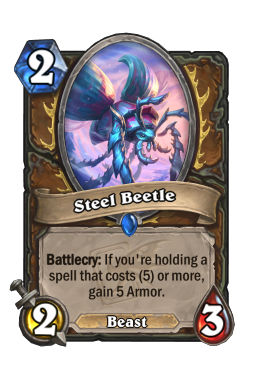 2
Steel Beetle
Battlecry: If you're holding a
spell that costs (5) or more,
gain 5 Armor.
2
Beast
3